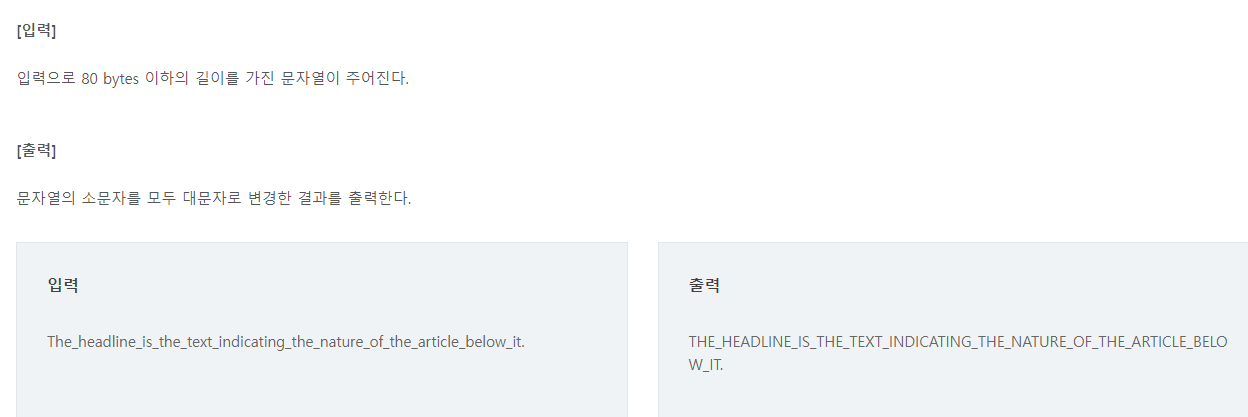 [입력]
입력으로 80 bytes 이하의 길이를 가진 문자열이 주어진다.
[출력]
문자열의 소문자를 모두 대문자로 변경한 결과를 출력한다.
입력
The_headline_is_the_text_indicating_the_nature_of_the_article_below_it.
출력
THE_HEADLINE_IS_THE_TEXT_INDICATING_THE_NATURE_OF_THE_ARTICLE_BELO
W_IT.